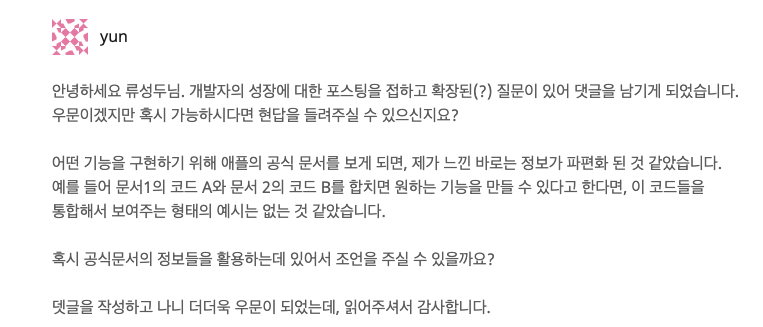 yun
안녕하세요 류성두님. 개발자의 성장에 대한 포스팅을 접하고 확장된(?) 질문이 있어 댓글을 남기게 되었습니다.
우문이겠지만 혹시 가능하시다면 현답을 들려주실 수 있으신지요?
어떤 기능을 구현하기 위해 애플의 공식 문서를 보게 되면, 제가 느낀 바로는 정보가 파편화 된 것 같았습니다.
예를 들어 문서1의 코드 A와 문서 2의 코드 B를 합치면 원하는 기능을 만들 수 있다고 한다면, 이 코드들을
통합해서 보여주는 형태의 예시는 없는 것 같았습니다.
혹시 공식문서의 정보들을 활용하는데 있어서 조언을 주실 수 있을까요?
뎃글을 작성하고 나니 더더욱 우문이 되었는데, 읽어주셔서 감사합니다.